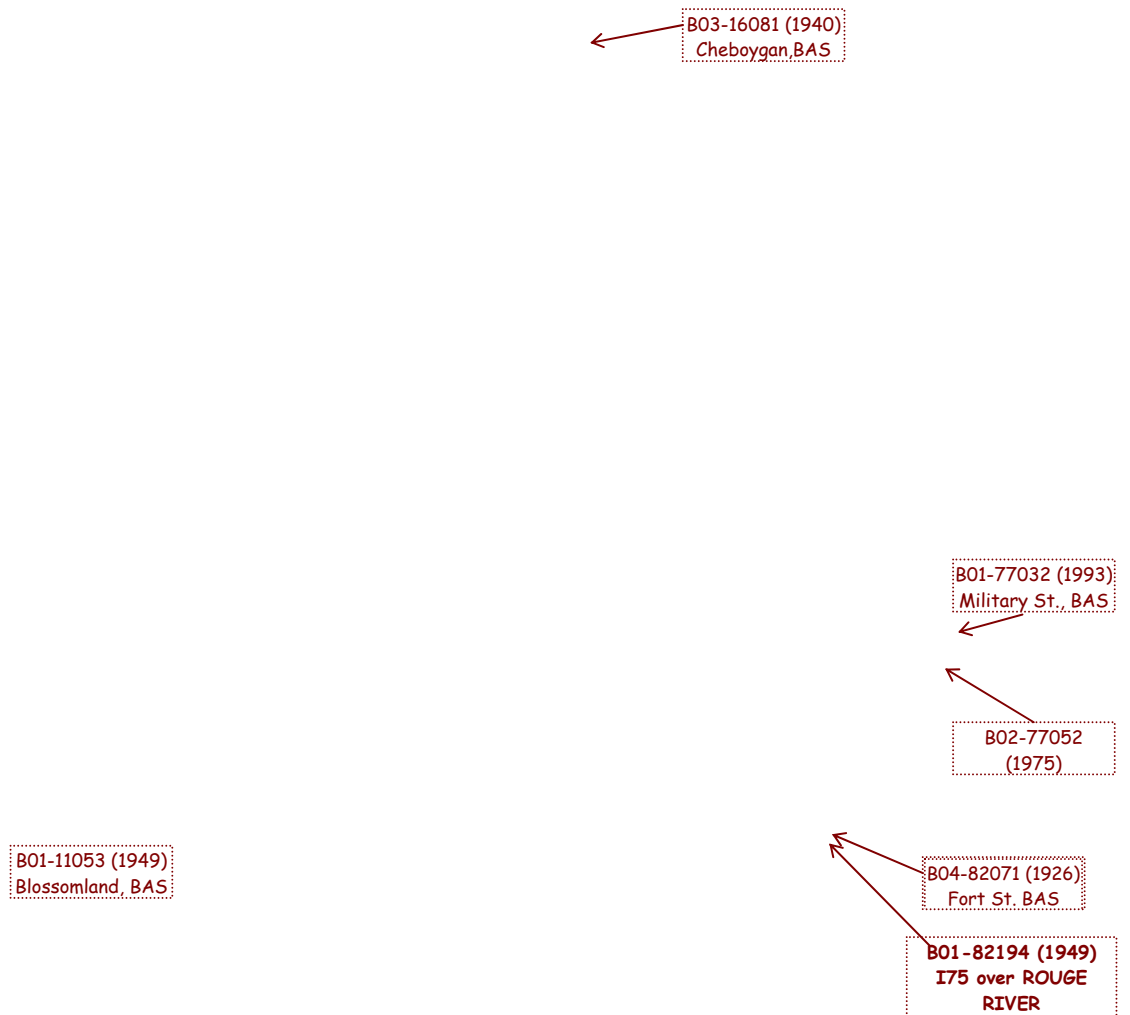 B03-16081 (1940)
Cheboygan,BAS
B01-77032 (1993)
Military St., BAS
B02-77052
(1975)
B01-11053 (1949)
Blossomland, BAS
B04-82071 (1926)
Fort St. BAS
B01-82194 (1949)
I75 over ROUGE
RIVER